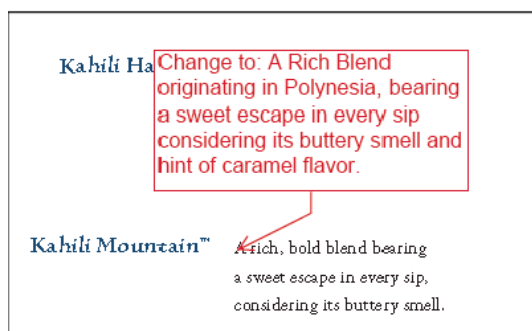 Kahili Ha
Change to: A Rich Blend
originating in Polynesia, bearing
a sweet escape in every sip
considering its buttery smell and
hint of caramel flavor.
Kahili Mountain™
A rich, bold blend bearing
a sweet escape in every sip,
considering its buttery smell.